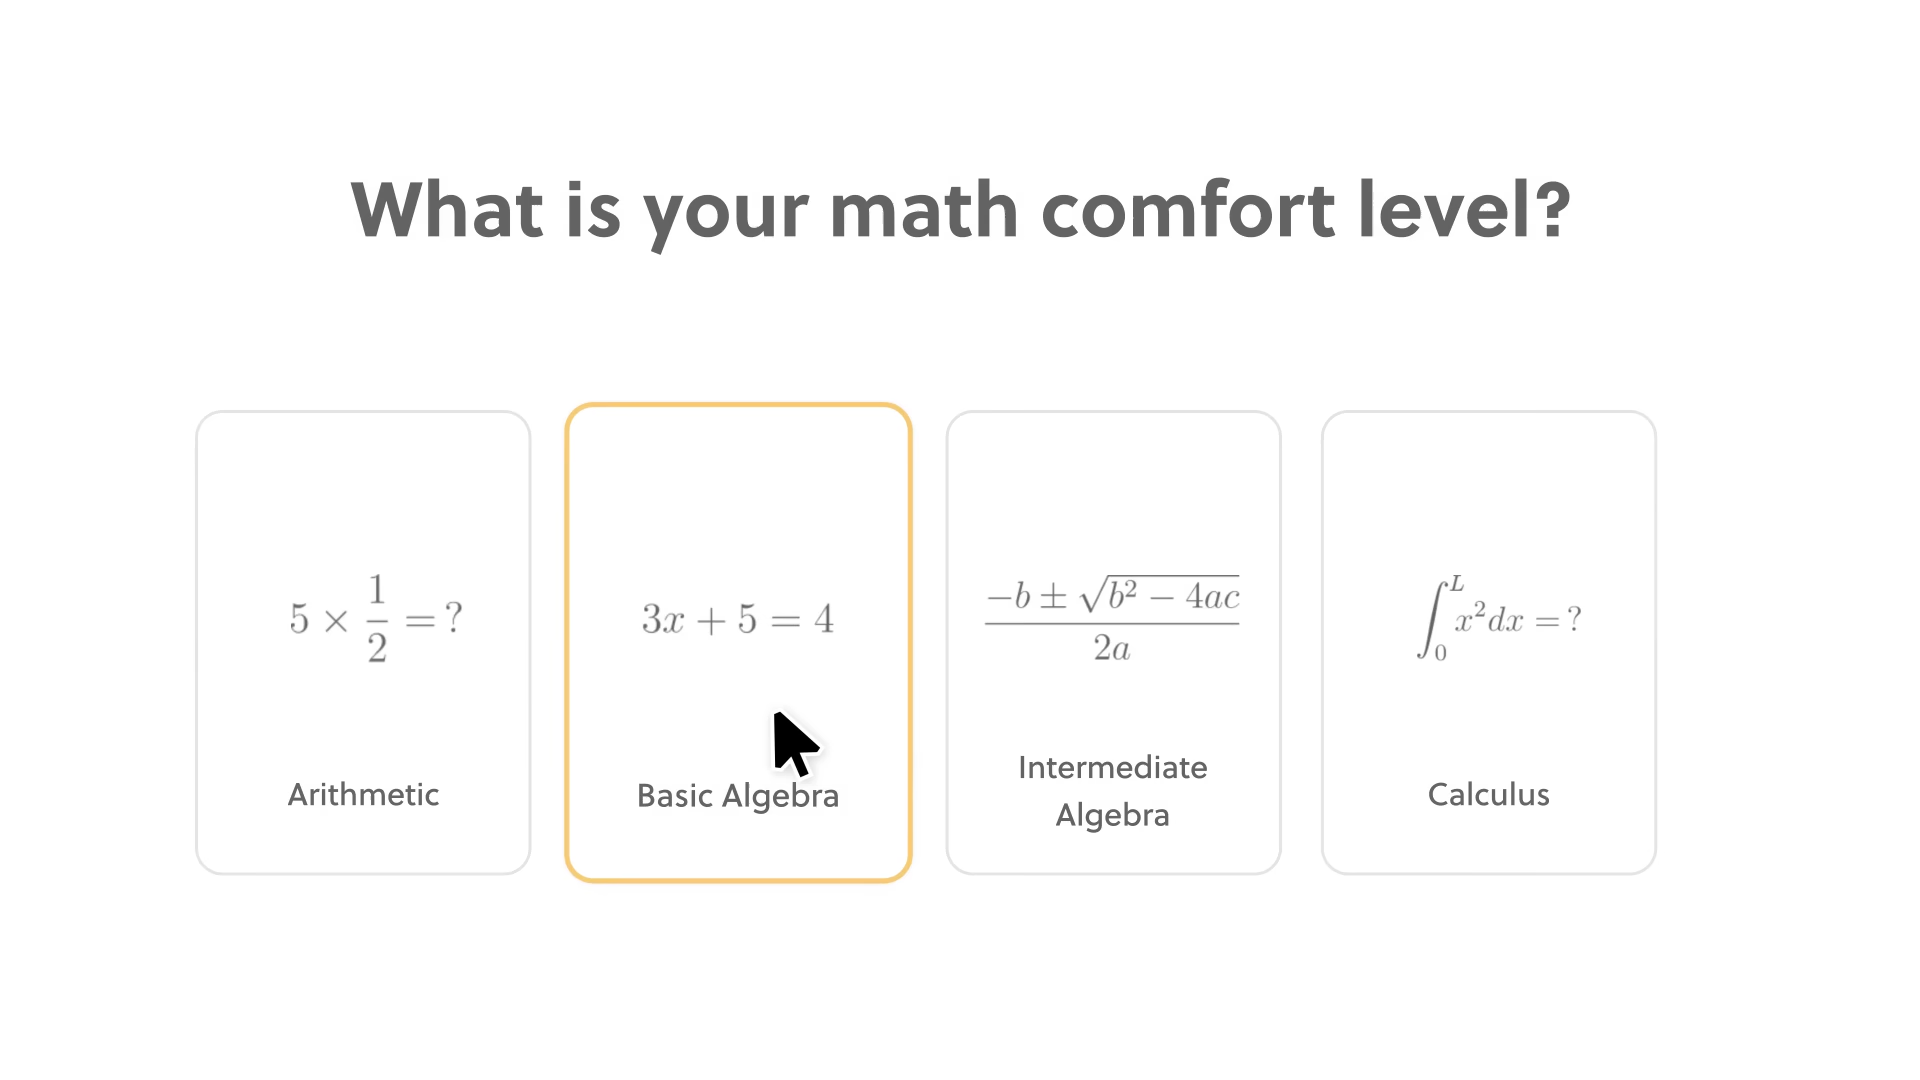 What is your math comfort level?
5 × 1/2 = ?
Arithmetic
3x + 5 = 4
Basic Algebra
−b ± √(b² − 4ac)
2a
Intermediate
Algebra
∫₀ᴸ x²dx = ?
Calculus